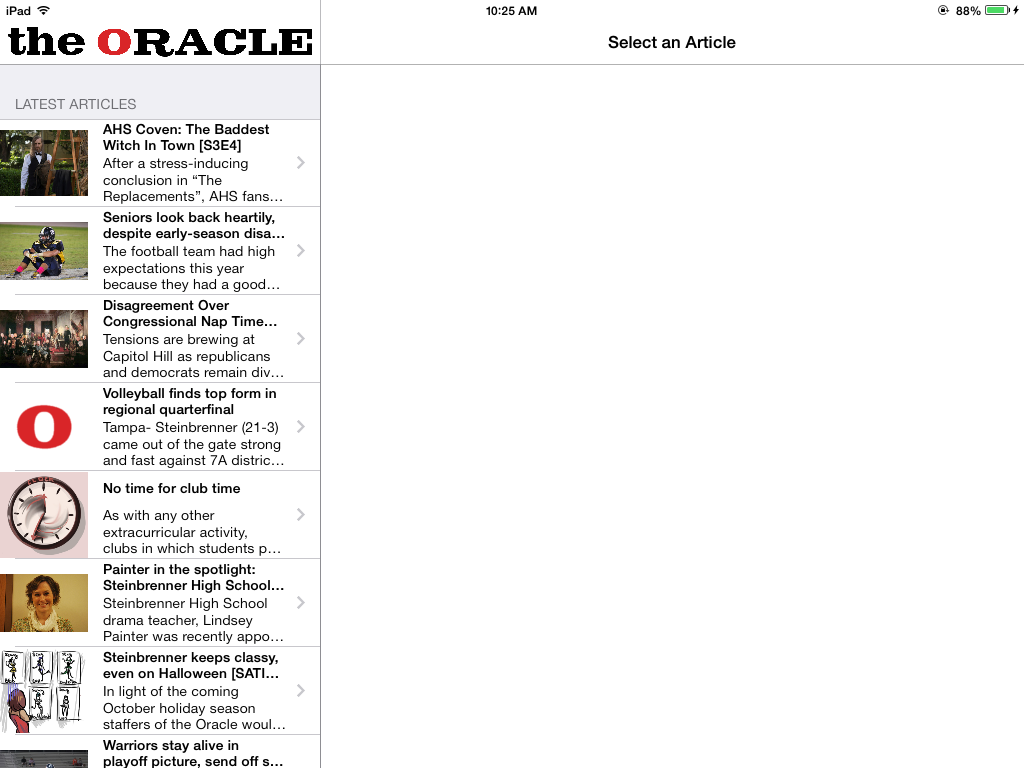 iPad 10:25 AM 88%
the ORACLE
Select an Article
LATEST ARTICLES
AHS Coven: The Baddest
Witch In Town [S3E4]
After a stress-inducing
conclusion in “The
Replacements”, AHS fans…
Seniors look back heartily,
despite early-season disa…
The football team had high
expectations this year
because they had a good…
Disagreement Over
Congressional Nap Time…
Tensions are brewing at
Capitol Hill as republicans
and democrats remain div…
O
Volleyball finds top form in
regional quarterfinal
Tampa- Steinbrenner (21-3)
came out of the gate strong
and fast against 7A distric…
No time for club time
As with any other
extracurricular activity,
clubs in which students p…
Painter in the spotlight:
Steinbrenner High School…
Steinbrenner High School
drama teacher, Lindsey
Painter was recently appo…
Steinbrenner keeps classy,
even on Halloween [SATI…
In light of the coming
October holiday season
staffers of the Oracle woul…
Warriors stay alive in
playoff picture, send off s…